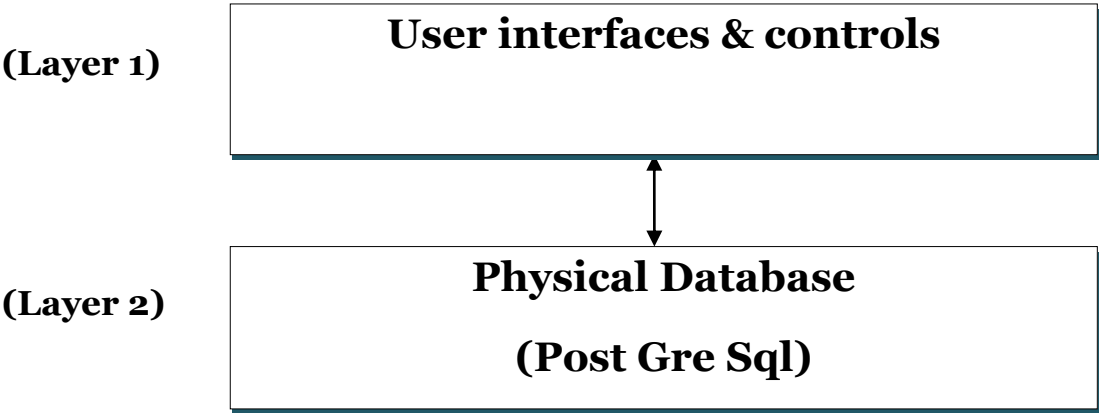 User interfaces & controls
(Layer 1)
Physical Database
(Layer 2)
(Post Gre Sql)